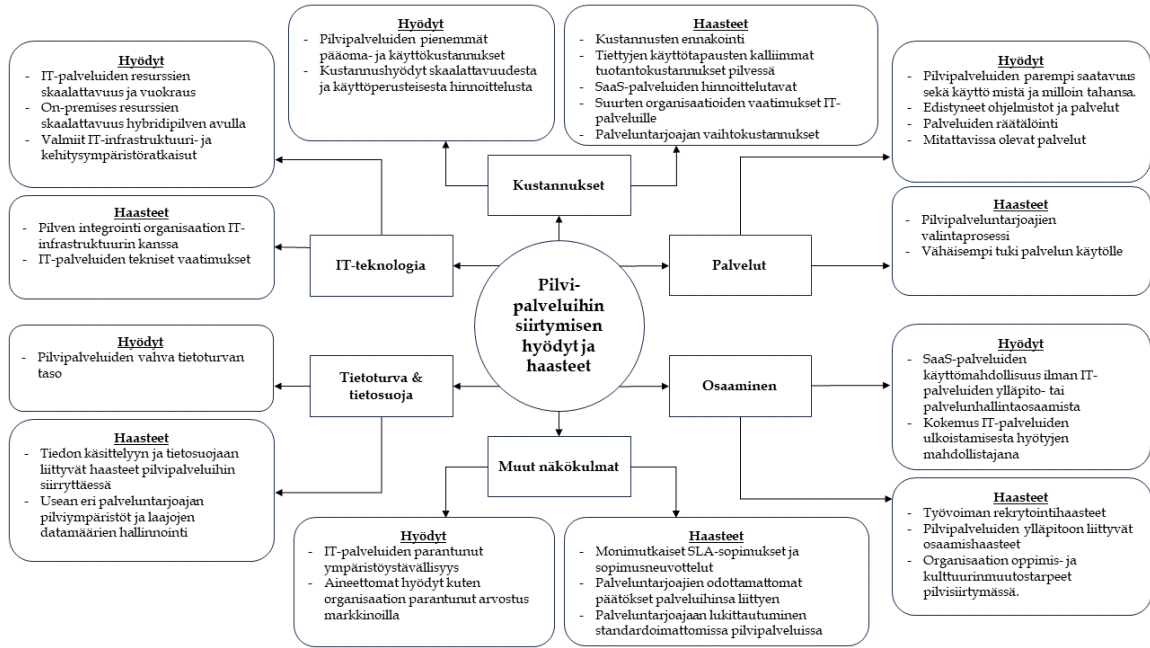 Hyödyt
- Pilvipalveluiden pienemmät
pääoma- ja käyttökustannukset
- Kustannushyödyt skaalattavuudesta
ja käyttöperusteisesta hinnoittelusta
Haasteet
- Kustannusten ennakointi
- Tiettyjen käyttötapausten kalliimmat
tuotantokustannukset pilvessä
- SaaS-palveluiden hinnoittelutavat
- Suurten organisaatioiden vaatimukset IT-
palveluille
- Palveluntarjoajan vaihtokustannukset
Kustannukset
Hyödyt
- IT-palveluiden resurssien
skaalattavuus ja vuokraus
- On-premises resurssien
skaalattavuus hybridipilven avulla
- Valmiit IT-infrastruktuuri- ja
kehitysympäristöratkaisut
Haasteet
- Pilven integrointi organisaation IT-
infrastruktuurin kanssa
- IT-palveluiden tekniset vaatimukset
IT-teknologia
Hyödyt
- Pilvipalveluiden parempi saatavuus
sekä käyttö mistä ja milloin tahansa.
- Edistyneet ohjelmistot ja palvelut
- Palveluiden räätälöinti
- Mitattavissa olevat palvelut
Haasteet
- Pilvipalveluntarjoajien
valintaprosessi
- Vähäisempi tuki palvelun käytölle
Palvelut
Pilvi-
palveluihin
siirtymisen
hyödyt ja
haasteet
Hyödyt
- Pilvipalveluiden vahva tietoturvan
taso
Haasteet
- Tiedon käsittelyyn ja tietosuojaan
liittyvät haasteet pilvipalveluihin
siirryttäessä
- Usean eri palveluntarjoajan
pilviympäristöt ja laajojen
datamäärien hallinnointi
Tietoturva &
tietosuoja
Osaaminen
Hyödyt
- SaaS-palveluiden
käyttömahdollisuus ilman IT-
palveluiden ylläpito- tai
palvelunhallintaosaamista
- Kokemus IT-palveluiden
ulkoistamisesta hyötyjen
mahdollistajana
Haasteet
- Työvoiman rekrytointihaasteet
- Pilvipalveluiden ylläpitoon liittyvät
osaamishaasteet
- Organisaation oppimis- ja
kulttuurinmuutostarpeet
pilvisiirtymässä.
Muut näkökulmat
Hyödyt
- IT-palveluiden parantunut
ympäristöystävällisyys
- Aineettomat hyödyt kuten
organisaation parantunut arvostus
markkinoilla
Haasteet
- Monimutkaiset SLA-sopimukset ja
sopimusneuvottelut
- Palveluntarjoajien odottamattomat
päätökset palveluihinsa liittyen
- Palveluntarjoajaan lukittautuminen
standardoimattomissa pilvipalveluissa